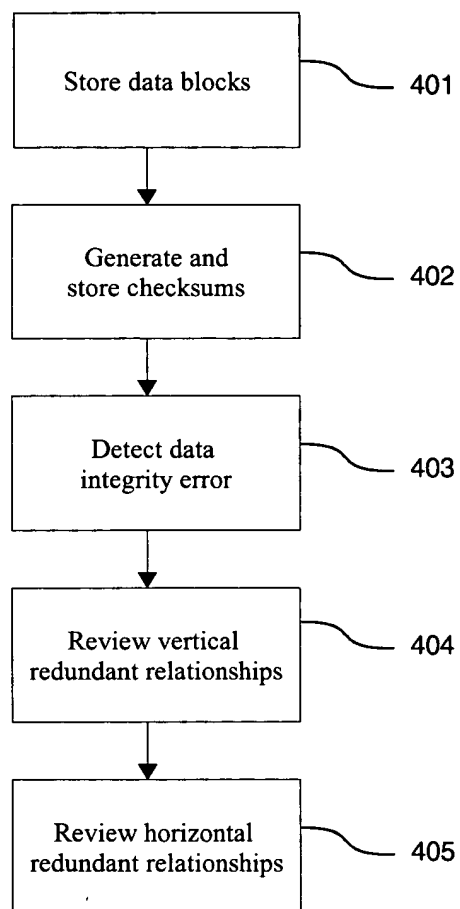 Store data blocks
401
Generate and
store checksums
402
Detect data
integrity error
403
Review vertical
redundant relationships
404
Review horizontal
redundant relationships
405